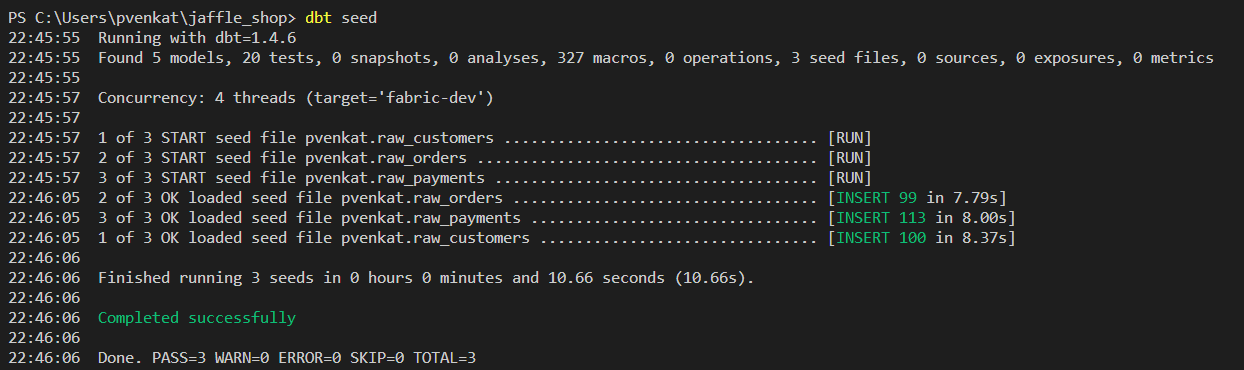 PS C:\Users\pvenkat\jaffle_shop> dbt seed
22:45:55  Running with dbt=1.4.6
22:45:55  Found 5 models, 20 tests, 0 snapshots, 0 analyses, 327 macros, 0 operations, 3 seed files, 0 sources, 0 exposures, 0 metrics
22:45:55
22:45:57  Concurrency: 4 threads (target='fabric-dev')
22:45:57
22:45:57  1 of 3 START seed file pvenkat.raw_customers ................................... [RUN]
22:45:57  2 of 3 START seed file pvenkat.raw_orders ...................................... [RUN]
22:45:57  3 of 3 START seed file pvenkat.raw_payments .................................... [RUN]
22:46:05  2 of 3 OK loaded seed file pvenkat.raw_orders .................................. [INSERT 99 in 7.79s]
22:46:05  3 of 3 OK loaded seed file pvenkat.raw_payments ................................ [INSERT 113 in 8.00s]
22:46:05  1 of 3 OK loaded seed file pvenkat.raw_customers ............................... [INSERT 100 in 8.37s]
22:46:06
22:46:06  Finished running 3 seeds in 0 hours 0 minutes and 10.66 seconds (10.66s).
22:46:06
22:46:06  Completed successfully
22:46:06
22:46:06  Done. PASS=3 WARN=0 ERROR=0 SKIP=0 TOTAL=3